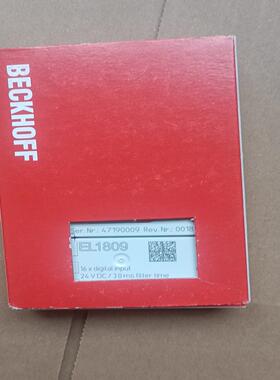 BECKHOFF
Ser. Nr.: 47190009 Rev. Nr.: 0018
EL1809
16 x digital input
24 V DC / 3.0 ms filter time